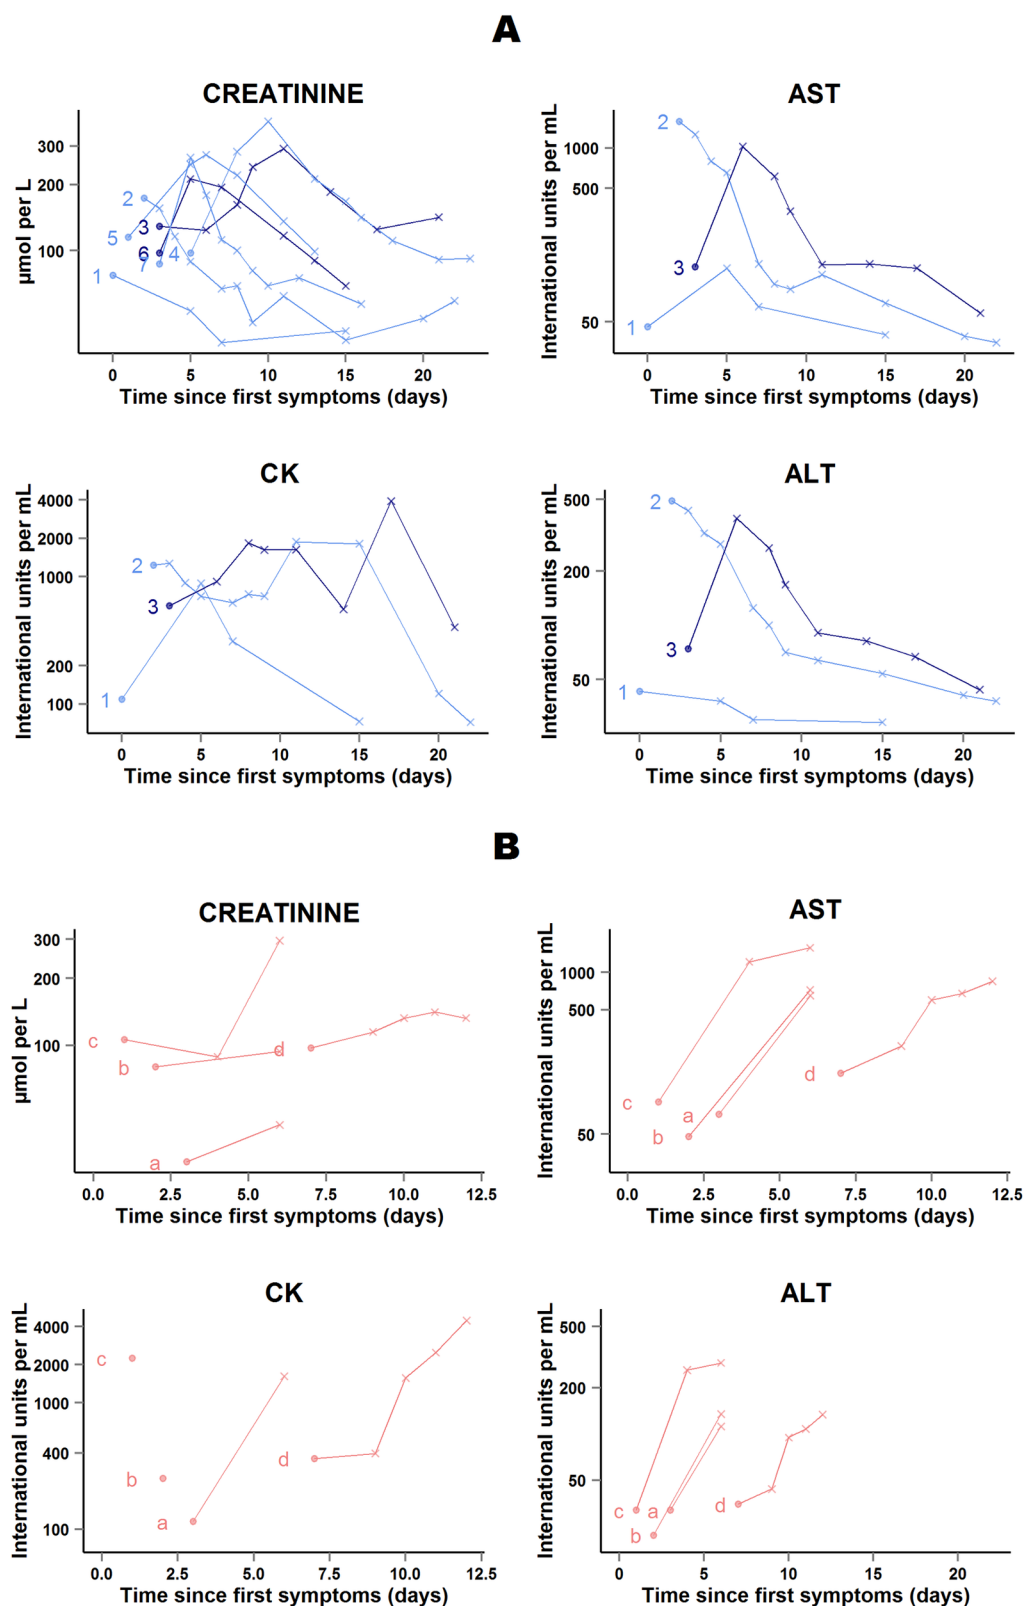 A
CREATININE
µmol per L
300
200
100
2
3
5
6
4
7
1
0
5
10
15
20
Time since first symptoms (days)
AST
International units per mL
1000
500
50
2
3
1
0
5
10
15
20
Time since first symptoms (days)
CK
International units per mL
4000
2000
1000
200
100
2
3
1
0
5
10
15
20
Time since first symptoms (days)
ALT
International units per mL
500
200
50
2
3
1
0
5
10
15
20
Time since first symptoms (days)
B
CREATININE
µmol per L
300
200
100
c
b
d
a
0.0
2.5
5.0
7.5
10.0
12.5
Time since first symptoms (days)
AST
International units per mL
1000
500
50
c
a
b
d
0.0
2.5
5.0
7.5
10.0
12.5
Time since first symptoms (days)
CK
International units per mL
4000
2000
1000
400
100
c
b
a
d
0.0
2.5
5.0
7.5
10.0
12.5
Time since first symptoms (days)
ALT
International units per mL
500
200
50
c
a
b
d
0
5
10
15
20
Time since first symptoms (days)